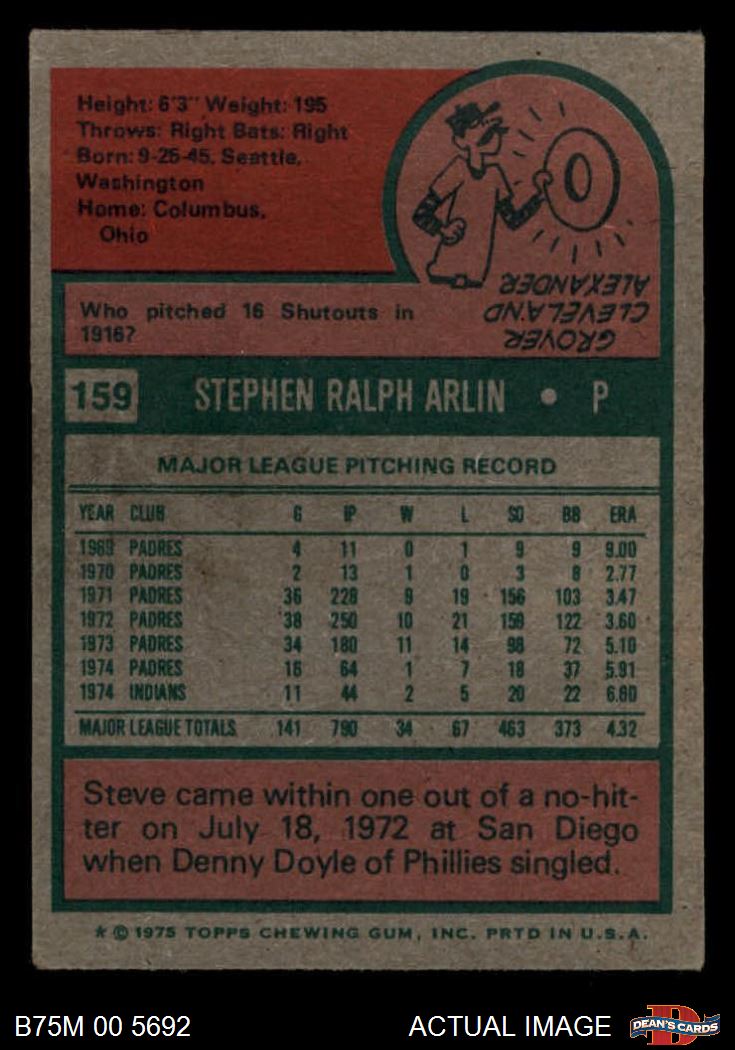 Height: 6'3" Weight: 195
Throws: Right Bats: Right
Born: 9-25-45, Seattle,
Washington
Home: Columbus,
Ohio
Who pitched 16 Shutouts in
1916?
GROVER
CLEVELAND
ALEXANDER
159 STEPHEN RALPH ARLIN • P
MAJOR LEAGUE PITCHING RECORD
YEAR CLUB G IP W L SO BB ERA
1969 PADRES 4 11 0 1 9 9 9.00
1970 PADRES 2 13 1 0 3 8 2.77
1971 PADRES 36 228 9 19 156 103 3.47
1972 PADRES 38 250 10 21 159 122 3.60
1973 PADRES 34 180 11 14 98 72 5.10
1974 PADRES 16 64 1 7 18 37 5.91
1974 INDIANS 11 44 2 5 20 22 6.60
MAJOR LEAGUE TOTALS 141 790 34 67 463 373 4.32
Steve came within one out of a no-hit-
ter on July 18, 1972 at San Diego
when Denny Doyle of Phillies singled.
* © 1975 TOPPS CHEWING GUM, INC. PRTD IN U.S.A.
B75M 00 5692 ACTUAL IMAGE DEAN'S CARDS